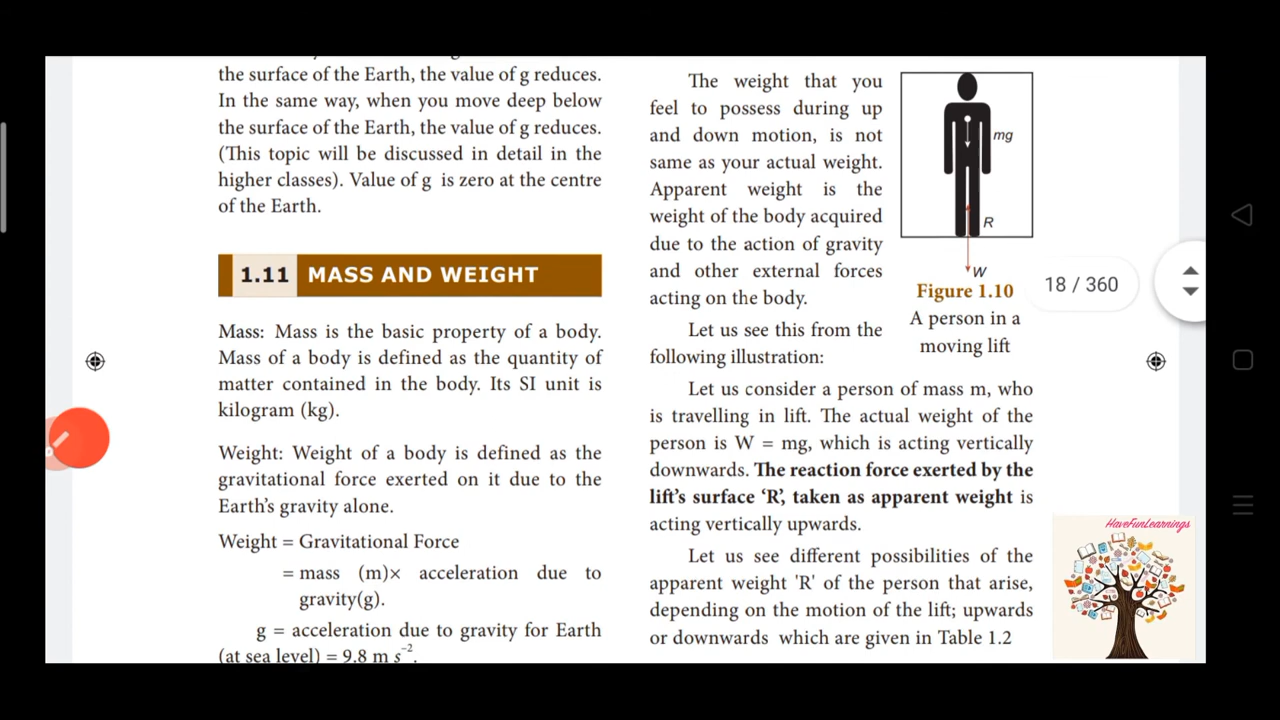 the surface of the Earth, the value of g reduces.
In the same way, when you move deep below
the surface of the Earth, the value of g reduces.
(This topic will be discussed in detail in the
higher classes). Value of g is zero at the centre
of the Earth.
1.11 MASS AND WEIGHT
Mass: Mass is the basic property of a body.
Mass of a body is defined as the quantity of
matter contained in the body. Its SI unit is
kilogram (kg).
Weight: Weight of a body is defined as the
gravitational force exerted on it due to the
Earth's gravity alone.
Weight = Gravitational Force
= mass (m)× acceleration due to
gravity(g).
g = acceleration due to gravity for Earth
(at sea level) = 9.8 m s⁻².
The weight that you
feel to possess during up
and down motion, is not
same as your actual weight.
Apparent weight is the
weight of the body acquired
due to the action of gravity
and other external forces
acting on the body.
Let us see this from the
following illustration:
mg
R
W
Figure 1.10
A person in a
moving lift
Let us consider a person of mass m, who
is travelling in lift. The actual weight of the
person is W = mg, which is acting vertically
downwards. The reaction force exerted by the
lift's surface ‘R’, taken as apparent weight is
acting vertically upwards.
Let us see different possibilities of the
apparent weight 'R' of the person that arise,
depending on the motion of the lift; upwards
or downwards which are given in Table 1.2
18 / 360
HaveFunLearnings